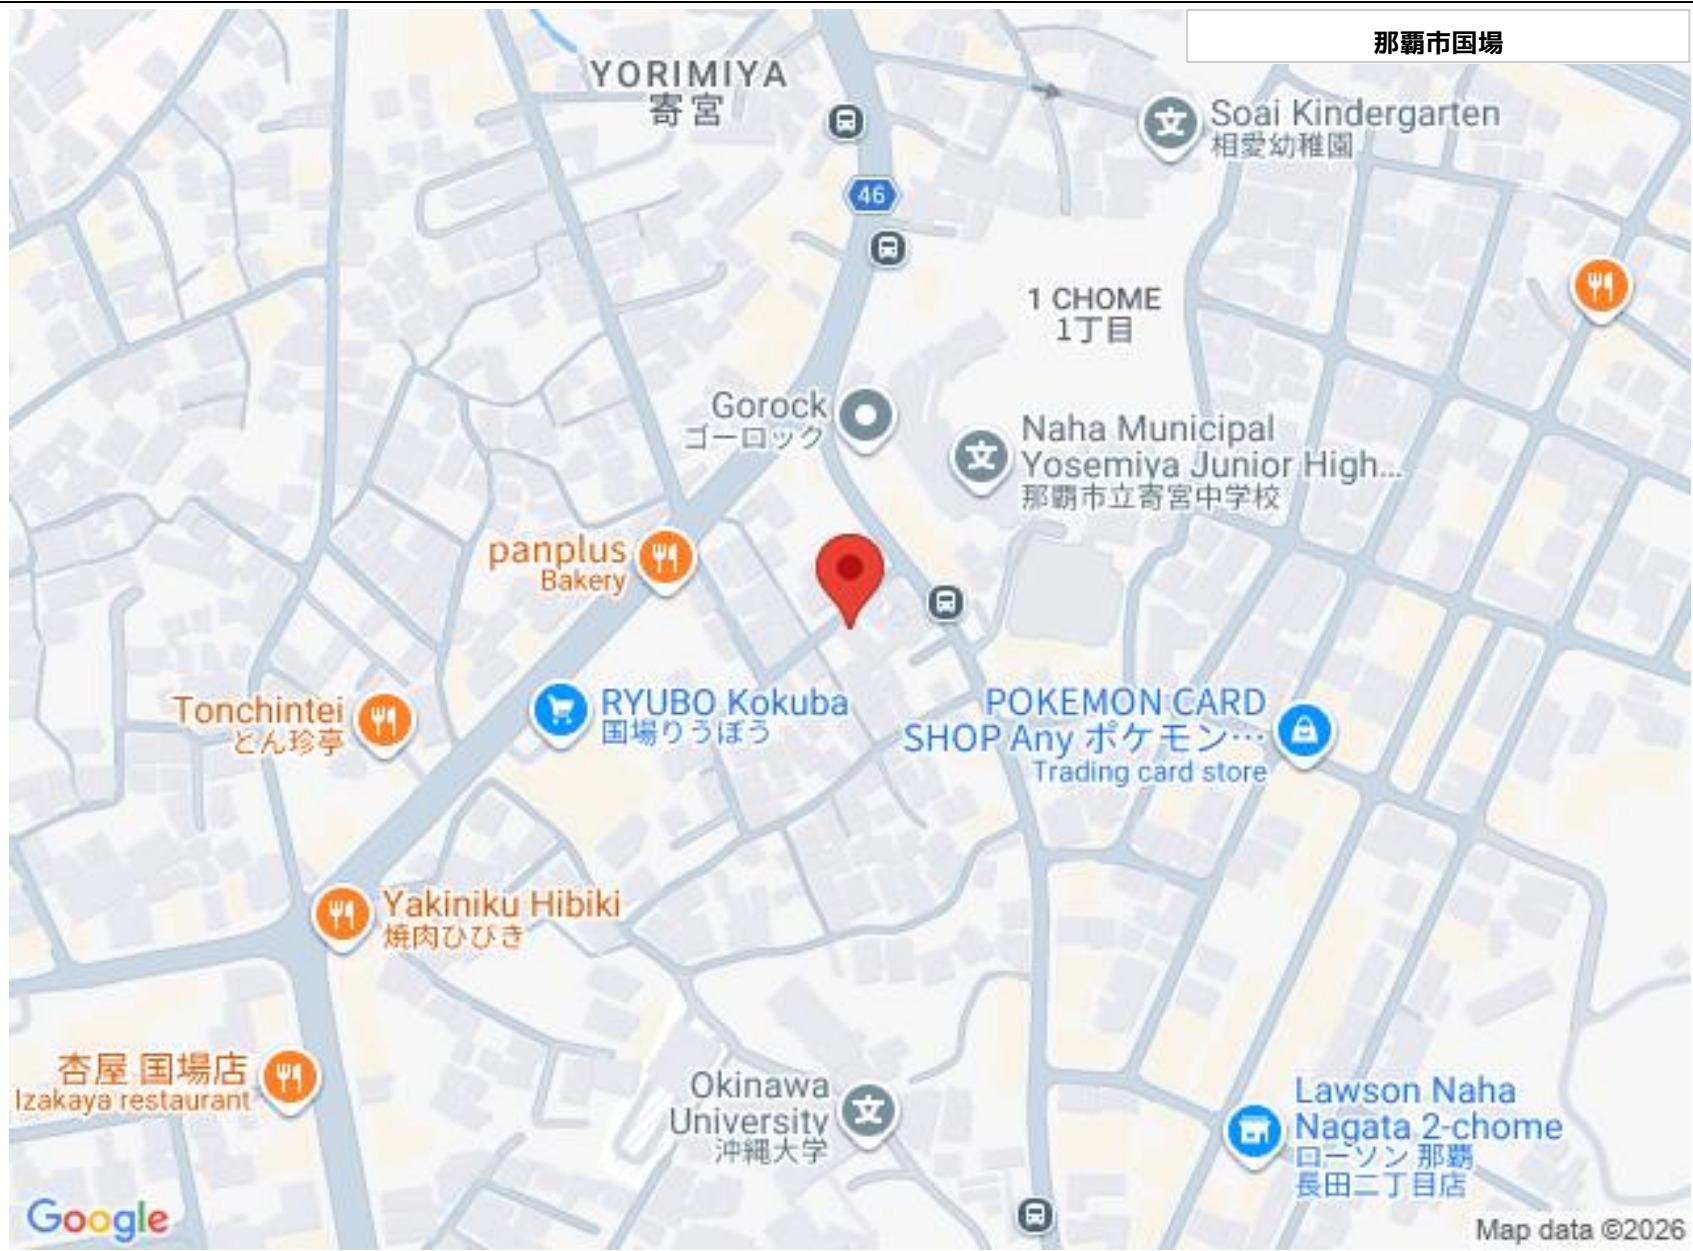 那覇市国場
YORIMIYA
寄宮
Soai Kindergarten
相愛幼稚園
46
1 CHOME
1丁目
Gorock
ゴーロック
Naha Municipal
Yosemiya Junior High...
那覇市立寄宮中学校
panplus
Bakery
Tonchintei
とん珍亭
RYUBO Kokuba
国場りうぼう
POKEMON CARD
SHOP Any ポケモン…
Trading card store
Yakiniku Hibiki
焼肉ひびき
杏屋 国場店
Izakaya restaurant
Okinawa
University
沖縄大学
Lawson Naha
Nagata 2-chome
ローソン 那覇
長田二丁目店
Google
Map data ©2026